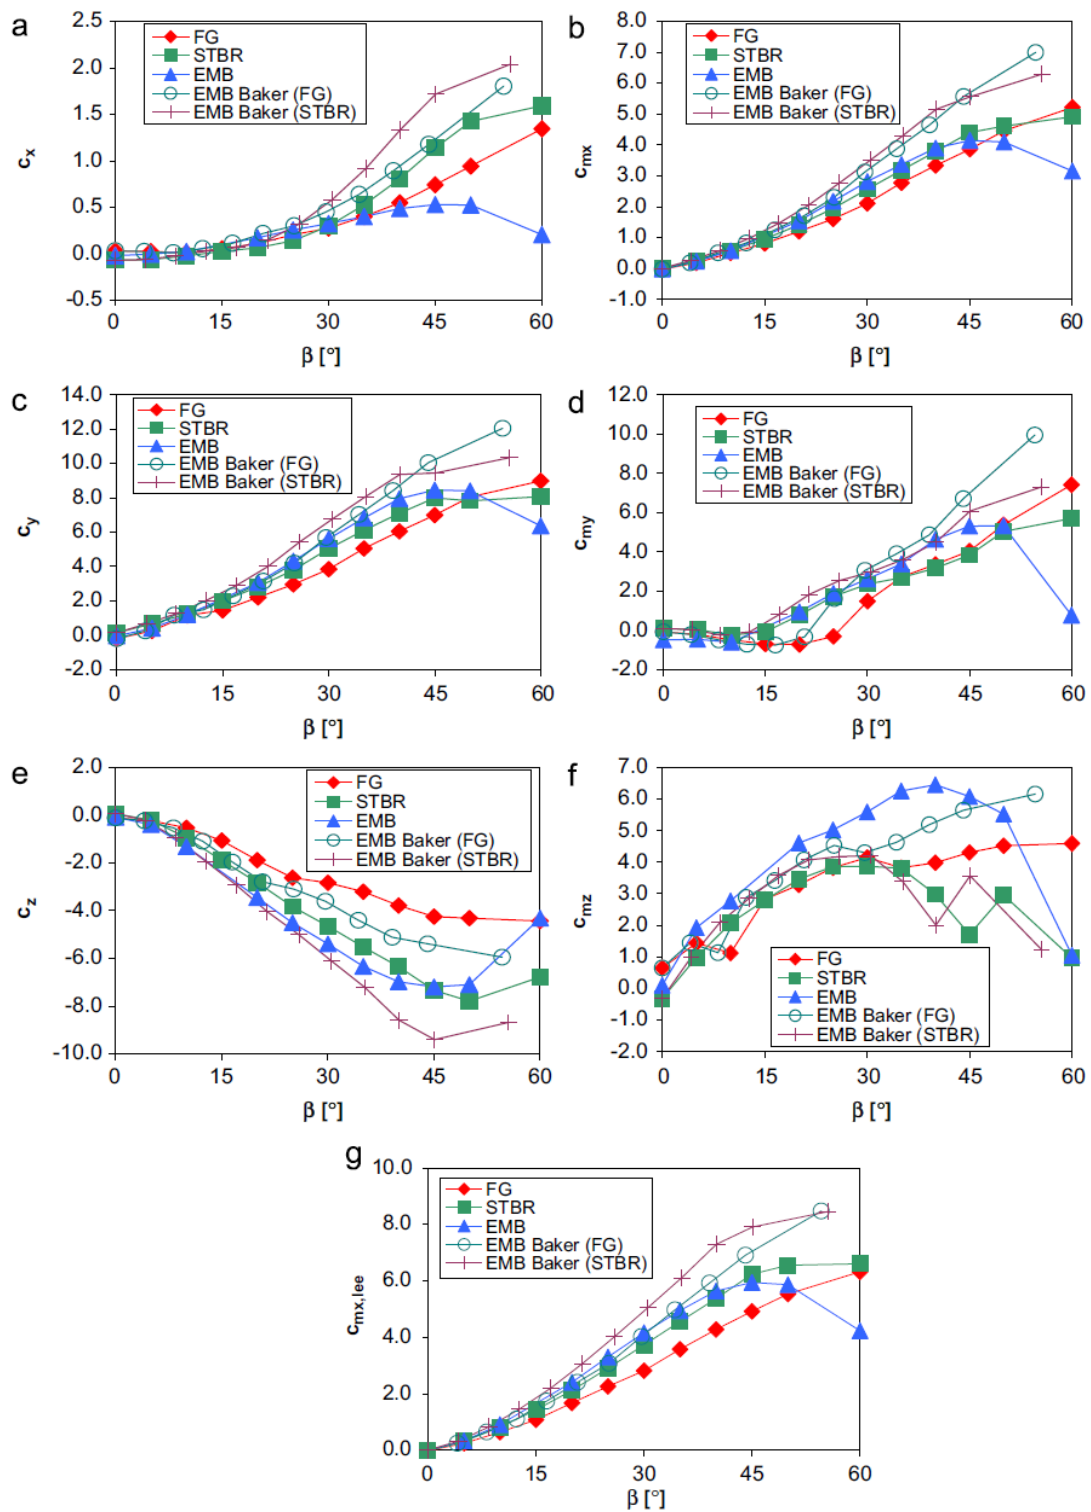 a
2.5
2.0
1.5
1.0
0.5
0.0
-0.5
c_x
FG
STBR
EMB
EMB Baker (FG)
EMB Baker (STBR)
0 15 30 45 60
β [°]
b
8.0
7.0
6.0
5.0
4.0
3.0
2.0
1.0
0.0
-1.0
c_mx
FG
STBR
EMB
EMB Baker (FG)
EMB Baker (STBR)
0 15 30 45 60
β [°]
c
14.0
12.0
10.0
8.0
6.0
4.0
2.0
0.0
-2.0
c_y
FG
STBR
EMB
EMB Baker (FG)
EMB Baker (STBR)
0 15 30 45 60
β [°]
d
12.0
10.0
8.0
6.0
4.0
2.0
0.0
-2.0
c_my
FG
STBR
EMB
EMB Baker (FG)
EMB Baker (STBR)
0 15 30 45 60
β [°]
e
2.0
0.0
-2.0
-4.0
-6.0
-8.0
-10.0
c_z
FG
STBR
EMB
EMB Baker (FG)
EMB Baker (STBR)
0 15 30 45 60
β [°]
f
7.0
6.0
5.0
4.0
3.0
2.0
1.0
0.0
-1.0
-2.0
c_mz
FG
STBR
EMB
EMB Baker (FG)
EMB Baker (STBR)
0 15 30 45 60
β [°]
g
10.0
8.0
6.0
4.0
2.0
0.0
c_mx,lee
FG
STBR
EMB
EMB Baker (FG)
EMB Baker (STBR)
0 15 30 45 60
β [°]